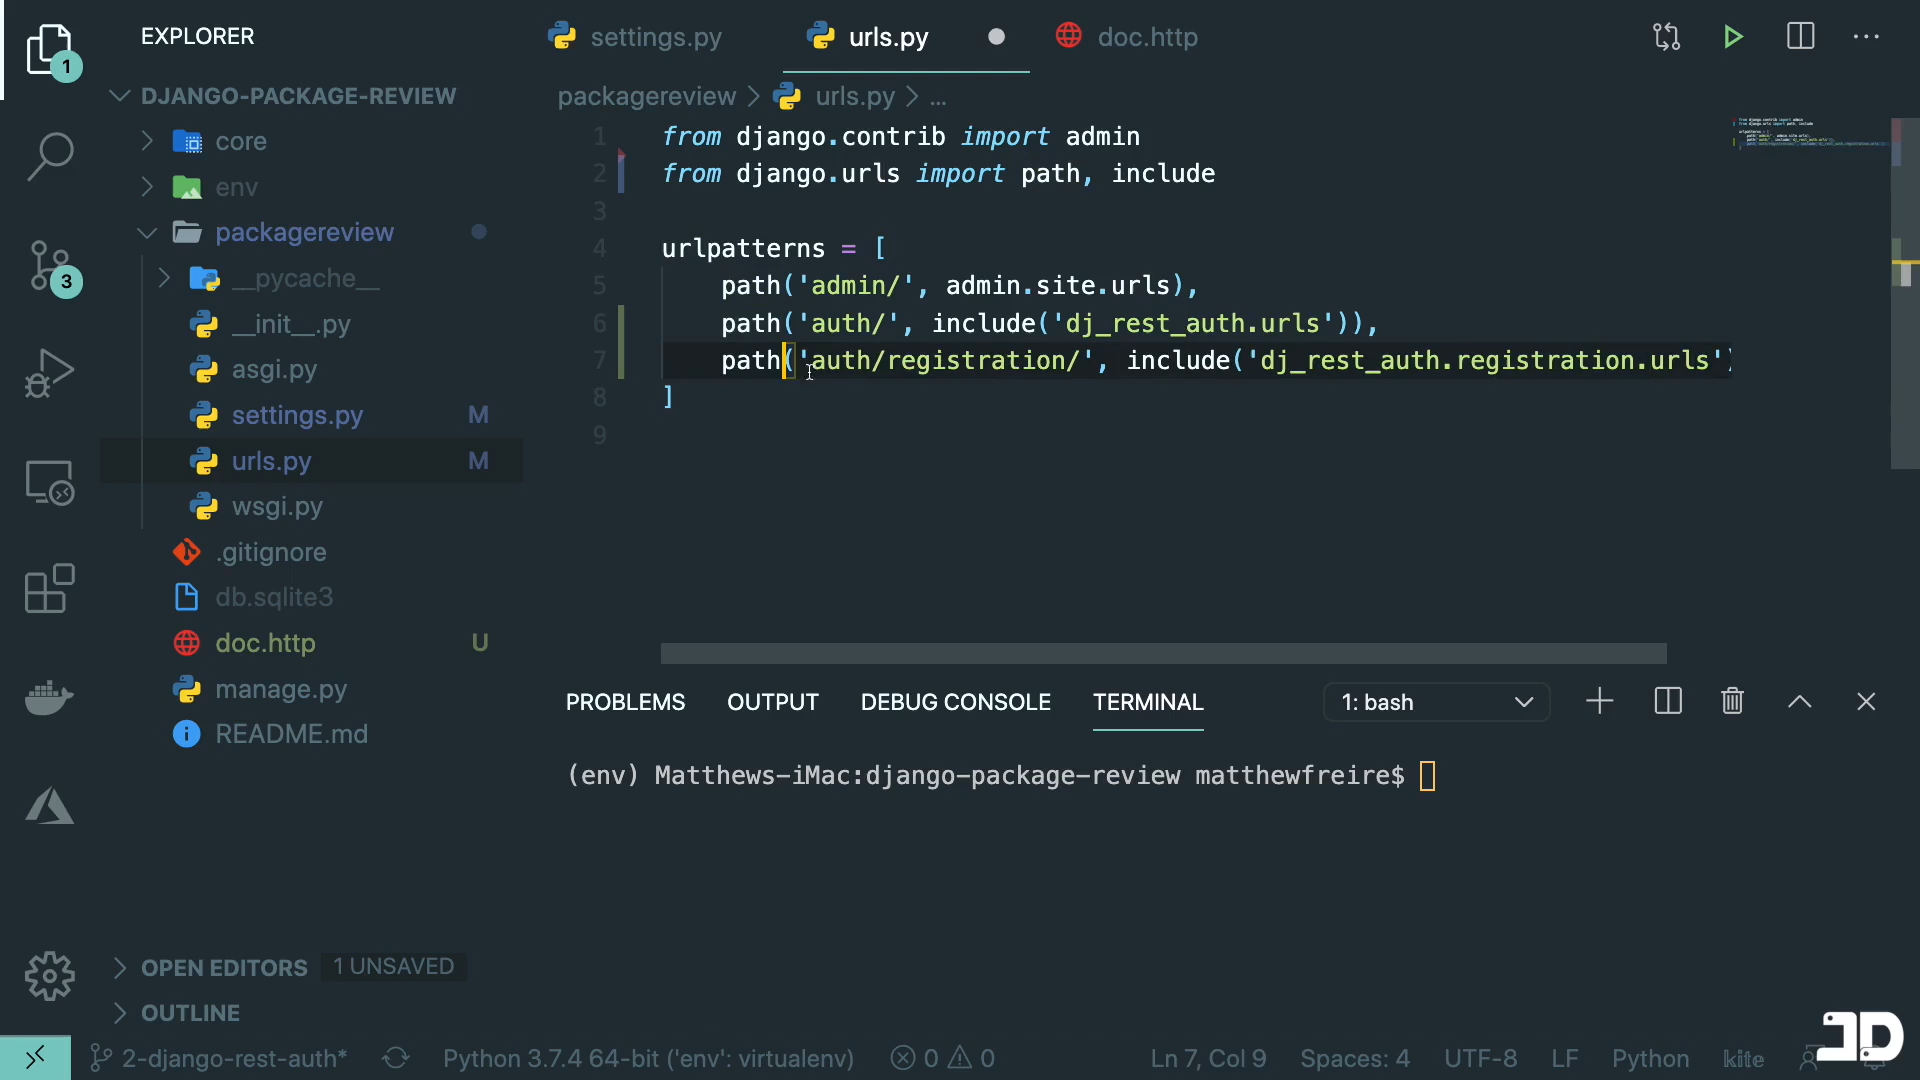 EXPLORER
settings.py
urls.py
doc.http
1
DJANGO-PACKAGE-REVIEW
packagereview > urls.py > ...
core
env
packagereview
__pycache__
__init__.py
asgi.py
settings.py M
urls.py M
wsgi.py
.gitignore
db.sqlite3
doc.http U
manage.py
README.md
3
1 from django.contrib import admin
2 from django.urls import path, include
3
4 urlpatterns = [
5 path('admin/', admin.site.urls),
6 path('auth/', include('dj_rest_auth.urls')),
7 path('auth/registration/', include('dj_rest_auth.registration.urls')
8 ]
9
PROBLEMS OUTPUT DEBUG CONSOLE TERMINAL 1: bash
(env) Matthews-iMac:django-package-review matthewfreire$
OPEN EDITORS 1 UNSAVED
OUTLINE
2-django-rest-auth* Python 3.7.4 64-bit ('env': virtualenv) 0 0 Ln 7, Col 9 Spaces: 4 UTF-8 LF Python kite
JD